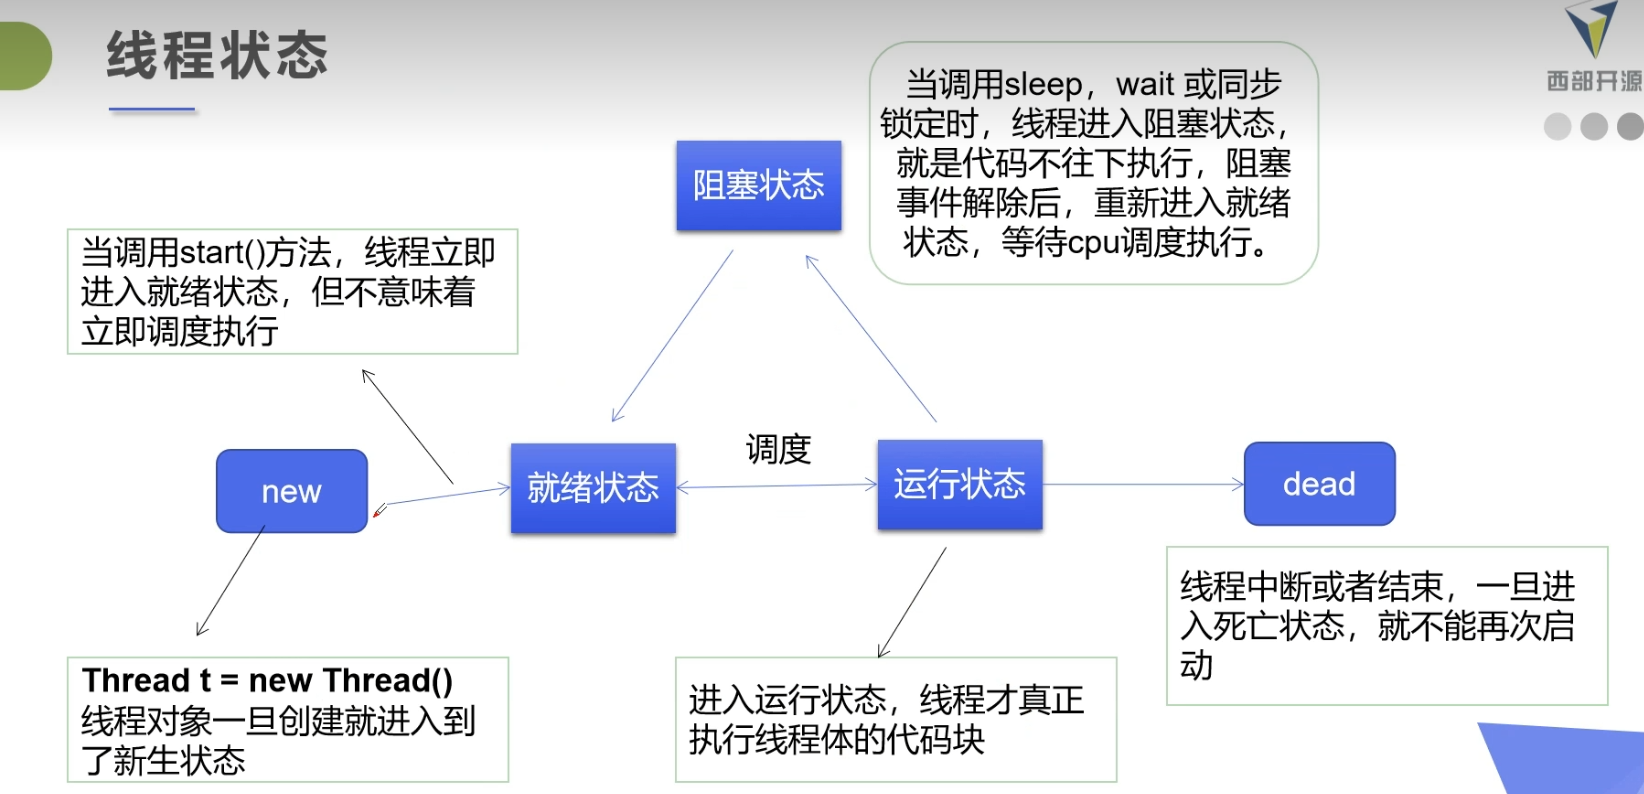 线程状态
西部开源
当调用sleep，wait 或同步
锁定时，线程进入阻塞状态，
就是代码不往下执行，阻塞
事件解除后，重新进入就绪
状态，等待cpu调度执行。
阻塞状态
当调用start()方法，线程立即
进入就绪状态，但不意味着
立即调度执行
new
就绪状态
调度
运行状态
dead
Thread t = new Thread()
线程对象一旦创建就进入到
了新生状态
进入运行状态，线程才真正
执行线程体的代码块
线程中断或者结束，一旦进
入死亡状态，就不能再次启
动